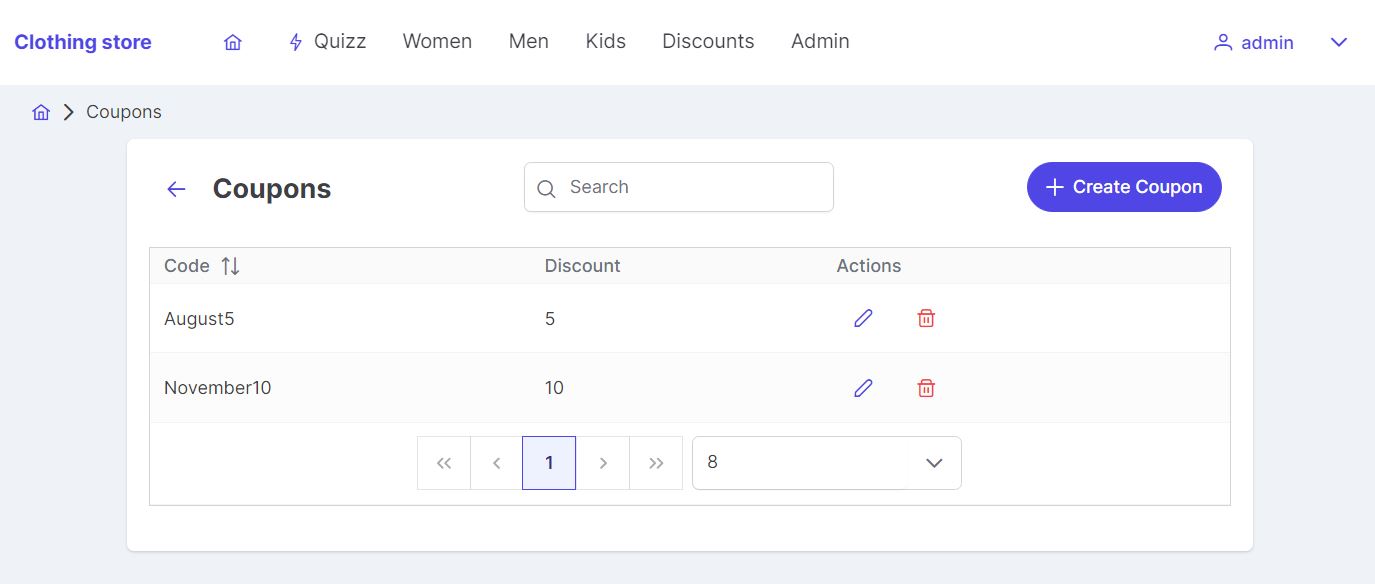 Clothing store Quizz Women Men Kids Discounts Admin admin
Coupons
Coupons Search Create Coupon
Code Discount Actions
August5 5
November10 10
1 8